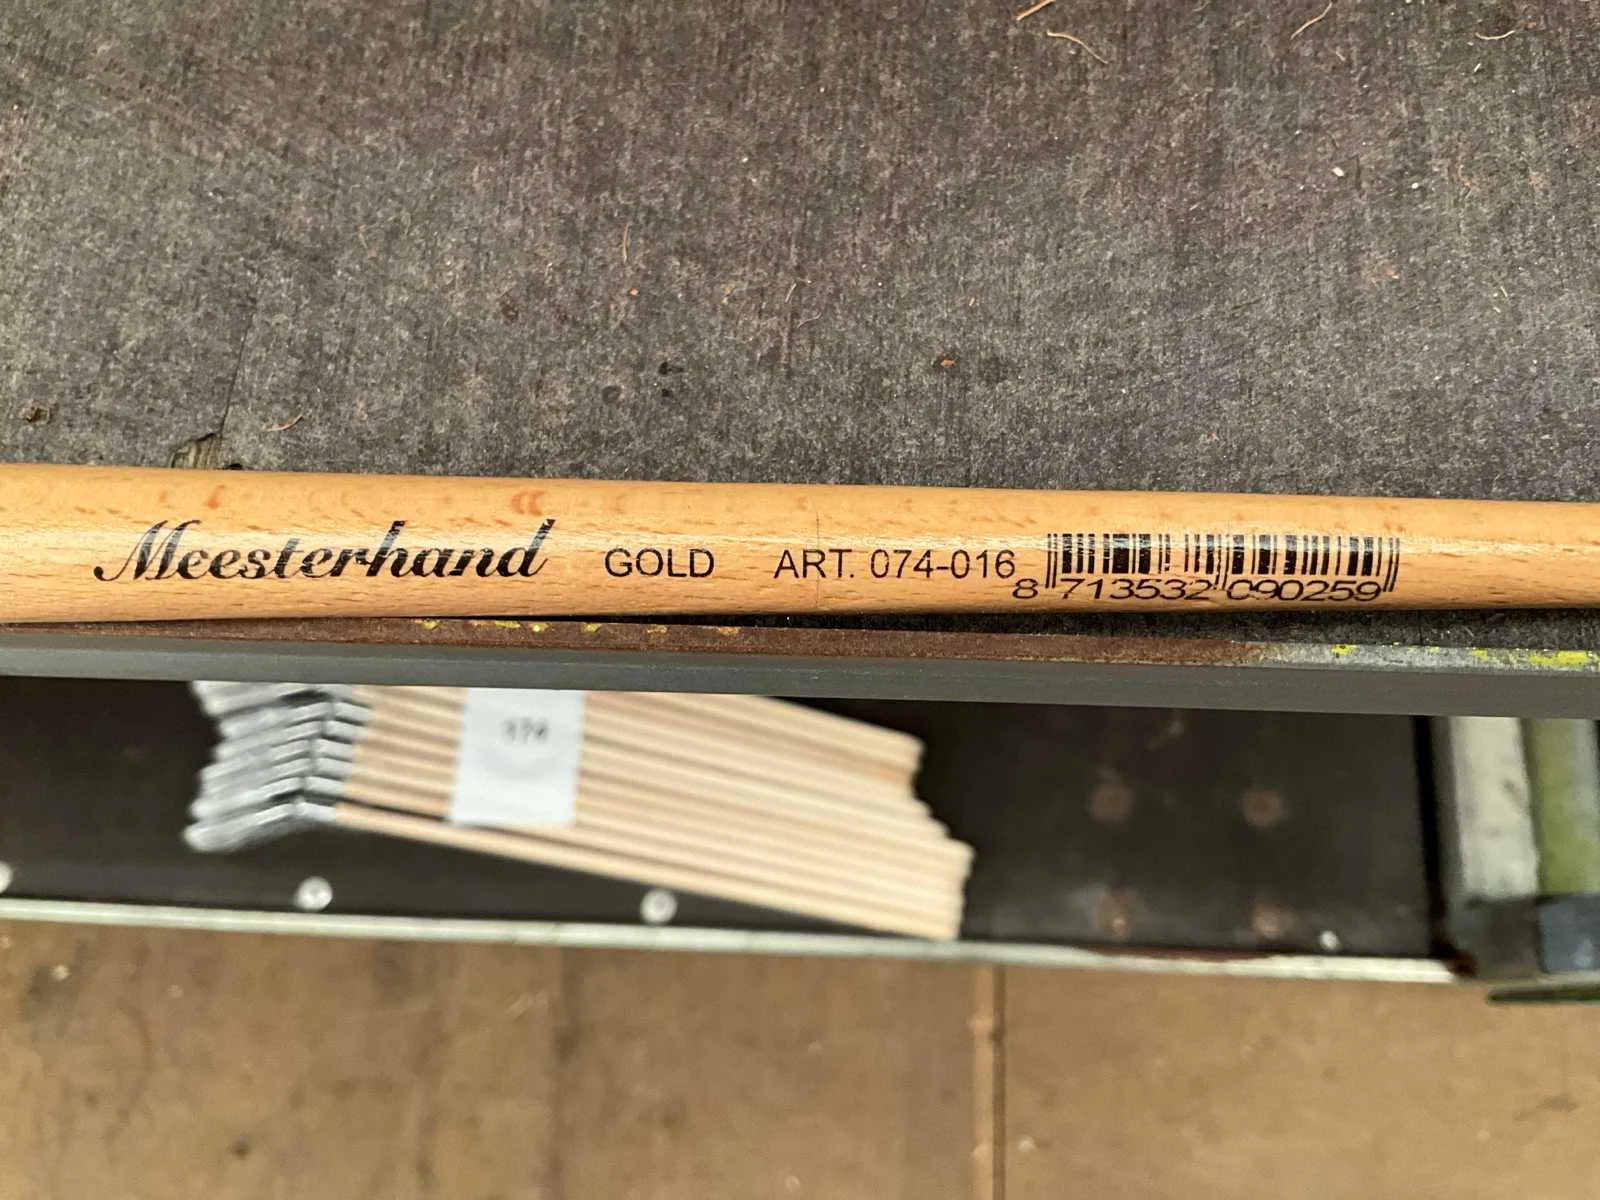 Meesterhand GOLD ART. 074-016
8 713532 090259